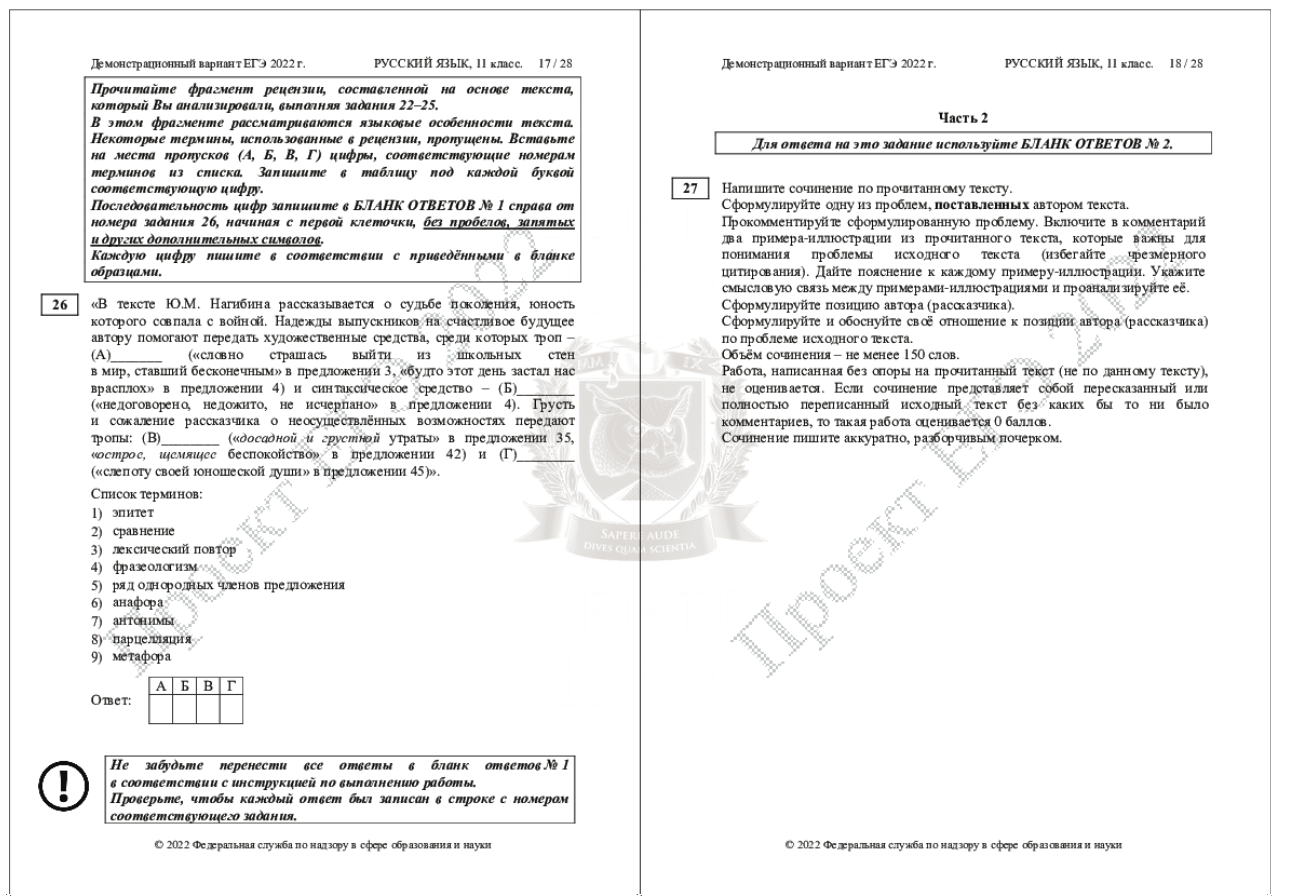 Демонстрационный вариант ЕГЭ 2022 г. РУССКИЙ ЯЗЫК, 11 класс. 17 / 28
Прочитайте фрагмент рецензии, составленной на основе текста,
который Вы анализировали, выполняя задания 22–25.
В этом фрагменте рассматриваются языковые особенности текста.
Некоторые термины, использованные в рецензии, пропущены. Вставьте
на места пропусков (А, Б, В, Г) цифры, соответствующие номерам
терминов из списка. Запишите в таблицу под каждой буквой
соответствующую цифру.
Последовательность цифр запишите в БЛАНК ОТВЕТОВ № 1 справа от
номера задания 26, начиная с первой клеточки, без пробелов, запятых
и других дополнительных символов.
Каждую цифру пишите в соответствии с приведёнными в бланке
образцами.
26 «В тексте Ю.М. Нагибина рассказывается о судьбе поколения, юность
которого совпала с войной. Надежды выпускников на счастливое будущее
автору помогают передать художественные средства, среди которых троп –
(А)_______ («словно страшась выйти из школьных стен
в мир, ставший бесконечным» в предложении 3, «будто этот день застал нас
врасплох» в предложении 4) и синтаксическое средство – (Б)________
(«недоговорено, недожито, не исчерпано» в предложении 4). Грусть
и сожаление рассказчика о неосуществлённых возможностях передают
тропы: (В)________ («досадной и грустной утраты» в предложении 35,
«острое, щемящее беспокойство» в предложении 42) и (Г)________
(«слепоту своей юношеской души» в предложении 45)».
Список терминов:
1) эпитет
2) сравнение
3) лексический повтор
4) фразеологизм
5) ряд однородных членов предложения
6) анафора
7) антонимы
8) парцелляция
9) метафора
А Б В Г
Ответ:
Не забудьте перенести все ответы в бланк ответов № 1
в соответствии с инструкцией по выполнению работы.
Проверьте, чтобы каждый ответ был записан в строке с номером
соответствующего задания.
© 2022 Федеральная служба по надзору в сфере образования и науки
Проект ЕГЭ 2022
SAPERE AUDE
DIVES QUAM SCIENTIA
Демонстрационный вариант ЕГЭ 2022 г. РУССКИЙ ЯЗЫК, 11 класс. 18 / 28
Часть 2
Для ответа на это задание используйте БЛАНК ОТВЕТОВ № 2.
27 Напишите сочинение по прочитанному тексту.
Сформулируйте одну из проблем, поставленных автором текста.
Прокомментируйте сформулированную проблему. Включите в комментарий
два примера-иллюстрации из прочитанного текста, которые важны для
понимания проблемы исходного текста (избегайте чрезмерного
цитирования). Дайте пояснение к каждому примеру-иллюстрации. Укажите
смысловую связь между примерами-иллюстрациями и проанализируйте её.
Сформулируйте позицию автора (рассказчика).
Сформулируйте и обоснуйте своё отношение к позиции автора (рассказчика)
по проблеме исходного текста.
Объём сочинения – не менее 150 слов.
Работа, написанная без опоры на прочитанный текст (не по данному тексту),
не оценивается. Если сочинение представляет собой пересказанный или
полностью переписанный исходный текст без каких бы то ни было
комментариев, то такая работа оценивается 0 баллов.
Сочинение пишите аккуратно, разборчивым почерком.
© 2022 Федеральная служба по надзору в сфере образования и науки
Проект ЕГЭ 2022